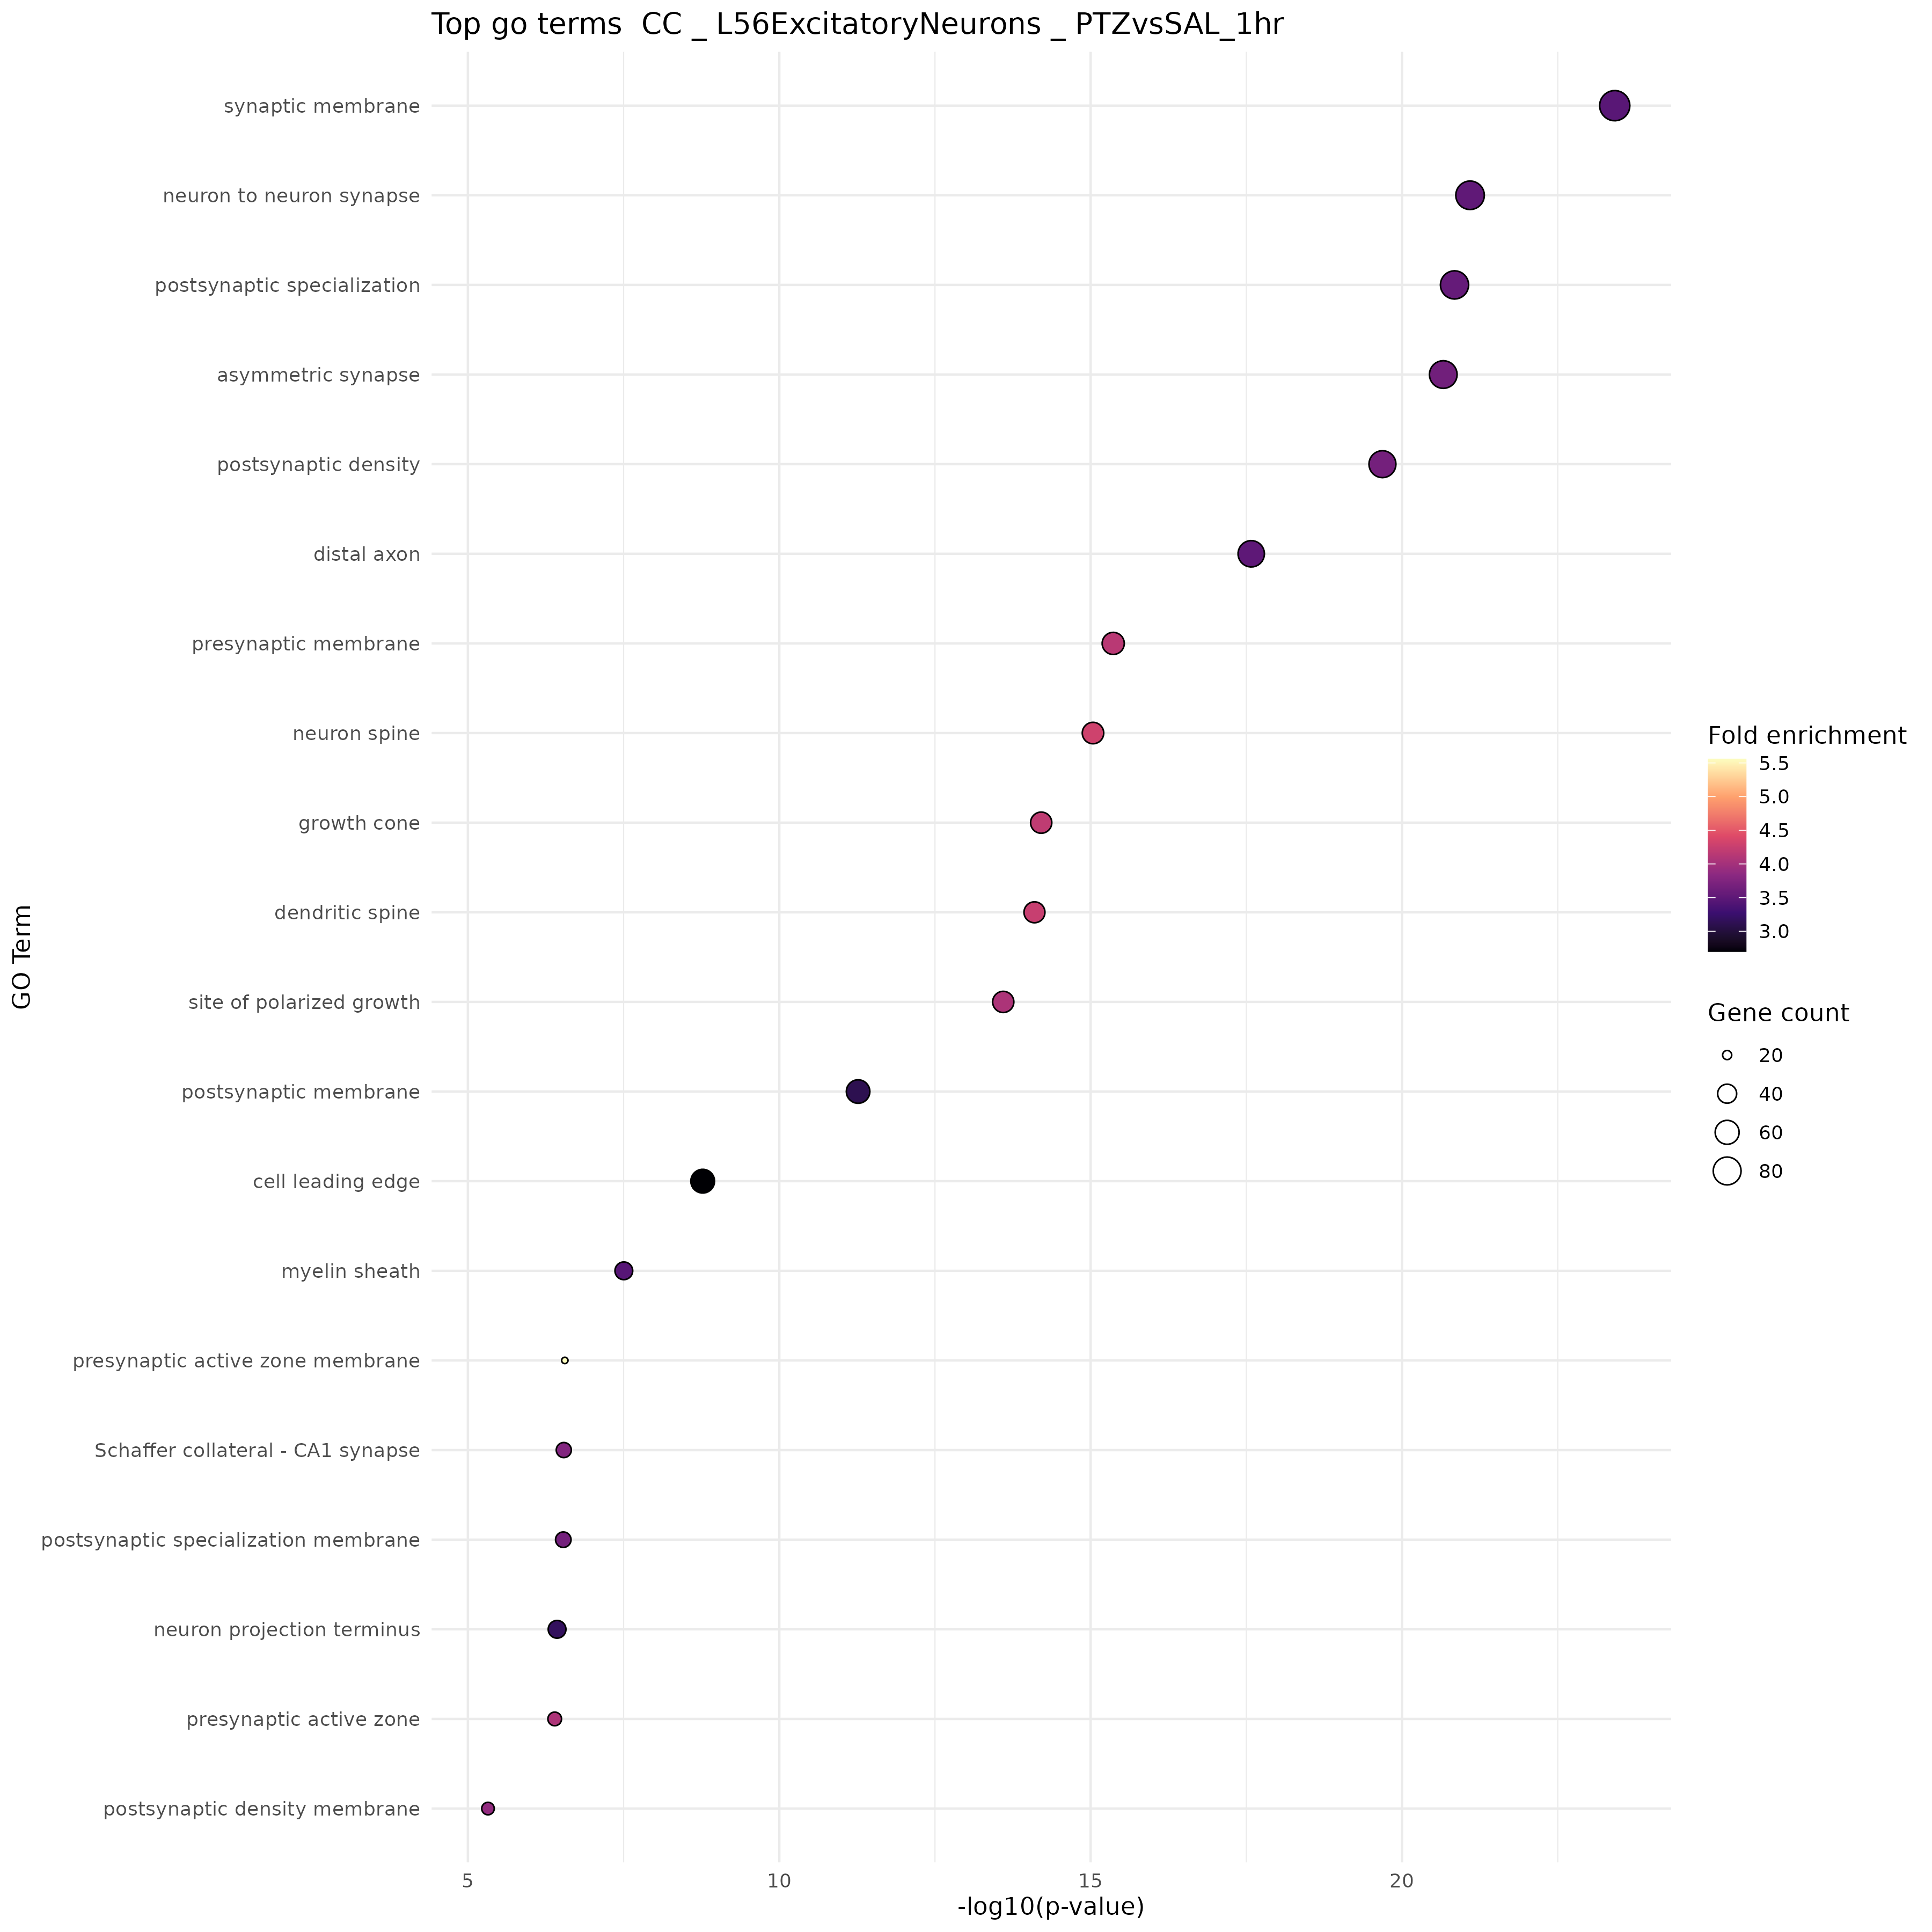 Top go terms  CC _ L56ExcitatoryNeurons _ PTZvsSAL_1hr
synaptic membrane
neuron to neuron synapse
postsynaptic specialization
asymmetric synapse
postsynaptic density
distal axon
presynaptic membrane
neuron spine
growth cone
dendritic spine
site of polarized growth
postsynaptic membrane
cell leading edge
myelin sheath
presynaptic active zone membrane
Schaffer collateral - CA1 synapse
postsynaptic specialization membrane
neuron projection terminus
presynaptic active zone
postsynaptic density membrane
GO Term
5
10
15
20
-log10(p-value)
Fold enrichment
5.5
5.0
4.5
4.0
3.5
3.0
Gene count
20
40
60
80